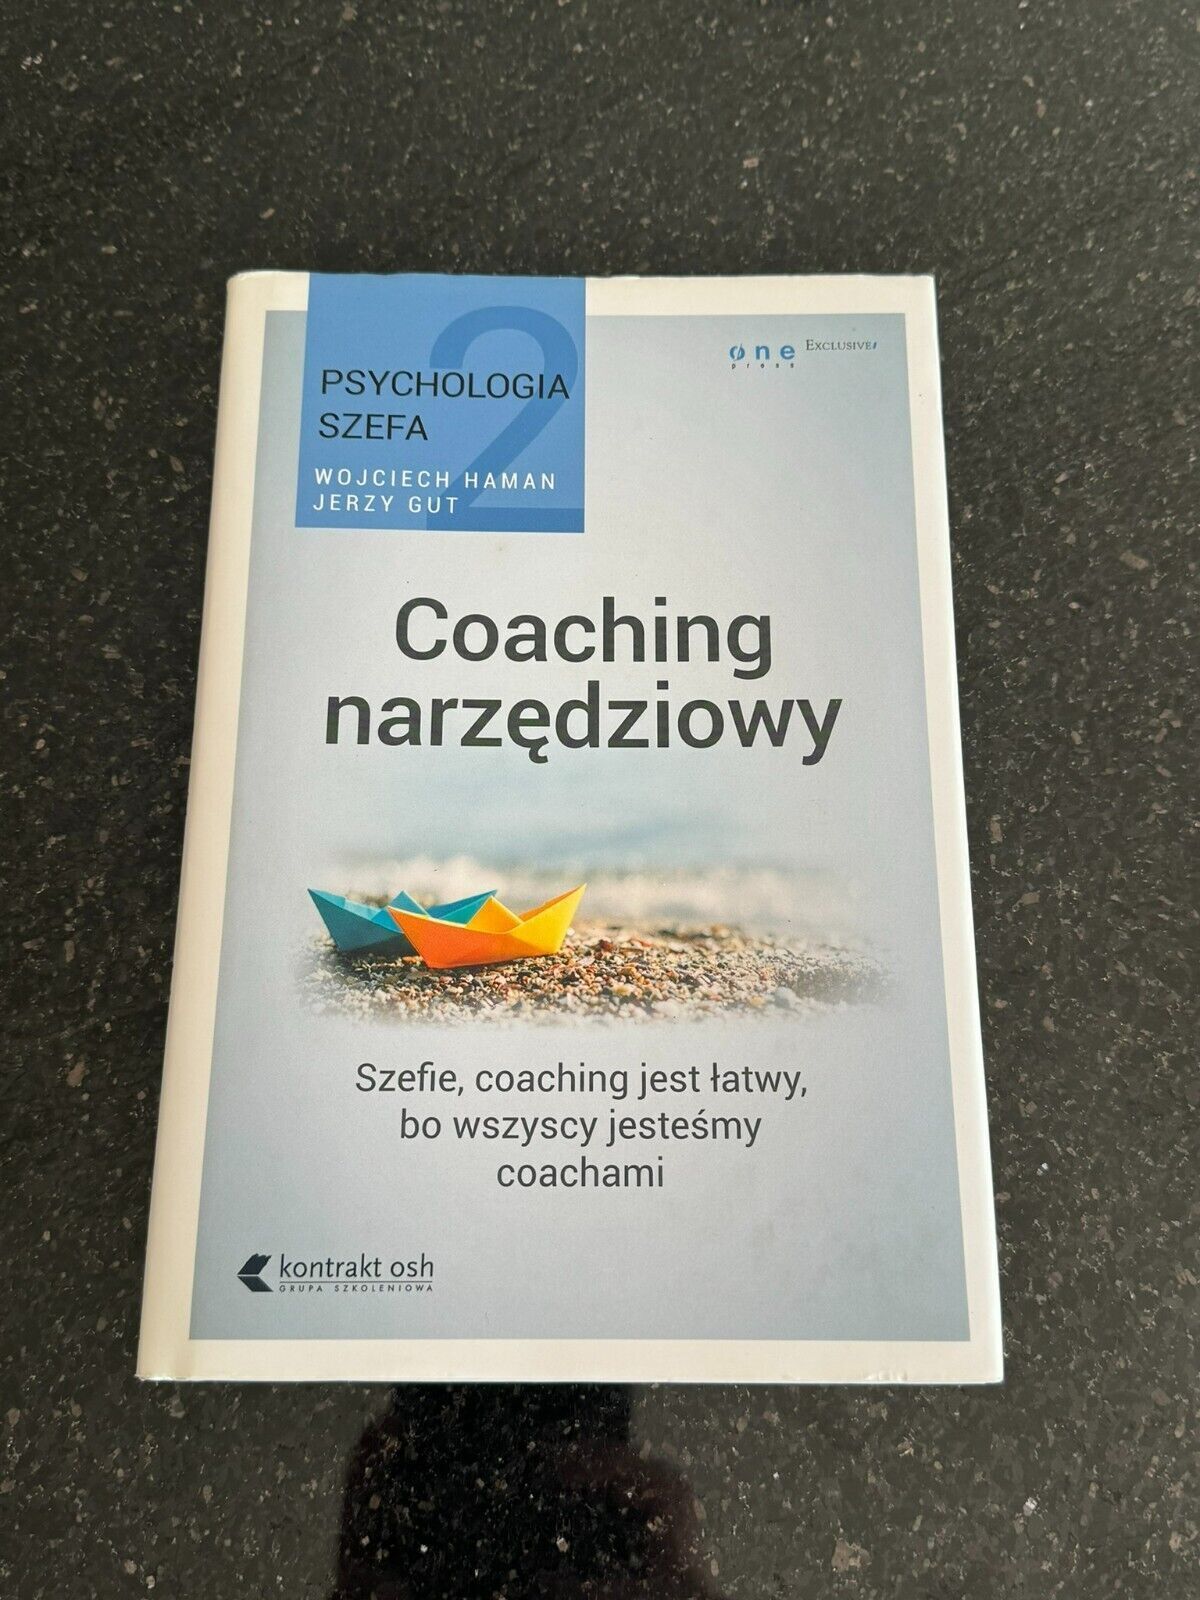 2
PSYCHOLOGIA
SZEFA
WOJCIECH HAMAN
JERZY GUT
one
press
EXCLUSIVE
Coaching
narzędziowy
Szefie, coaching jest łatwy,
bo wszyscy jesteśmy
coachami
kontrakt osh
GRUPA SZKOLENIOWA